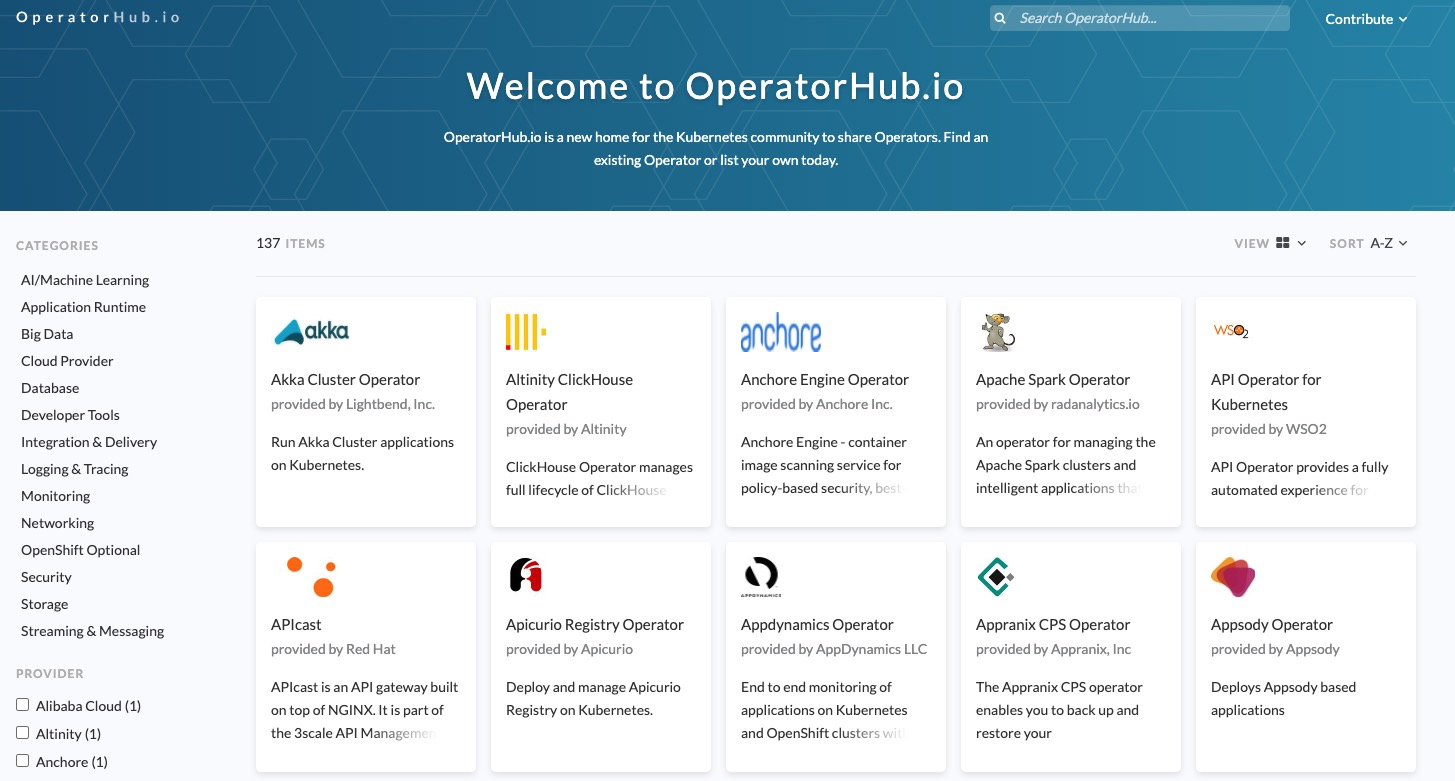 OperatorHub.io
Search OperatorHub...
Contribute
Welcome to OperatorHub.io
OperatorHub.io is a new home for the Kubernetes community to share Operators. Find an
existing Operator or list your own today.
CATEGORIES
AI/Machine Learning
Application Runtime
Big Data
Cloud Provider
Database
Developer Tools
Integration & Delivery
Logging & Tracing
Monitoring
Networking
OpenShift Optional
Security
Storage
Streaming & Messaging
PROVIDER
Alibaba Cloud (1)
Altinity (1)
Anchore (1)
137 ITEMS
VIEW
SORT A-Z
akka
Akka Cluster Operator
provided by Lightbend, Inc.
Run Akka Cluster applications
on Kubernetes.
Altinity ClickHouse
Operator
provided by Altinity
ClickHouse Operator manages
full lifecycle of ClickHouse
anchore
Anchore Engine Operator
provided by Anchore Inc.
Anchore Engine - container
image scanning service for
policy-based security, best-
Apache Spark Operator
provided by radanalytics.io
An operator for managing the
Apache Spark clusters and
intelligent applications that
WSO2
API Operator for
Kubernetes
provided by WSO2
API Operator provides a fully
automated experience for
APIcast
provided by Red Hat
APIcast is an API gateway built
on top of NGINX. It is part of
the 3scale API Managemen
Apicurio Registry Operator
provided by Apicurio
Deploy and manage Apicurio
Registry on Kubernetes.
APPDYNAMICS
Appdynamics Operator
provided by AppDynamics LLC
End to end monitoring of
applications on Kubernetes
and OpenShift clusters with
Appranix CPS Operator
provided by Appranix, Inc
The Appranix CPS operator
enables you to back up and
restore your
Appsody Operator
provided by Appsody
Deploys Appsody based
applications